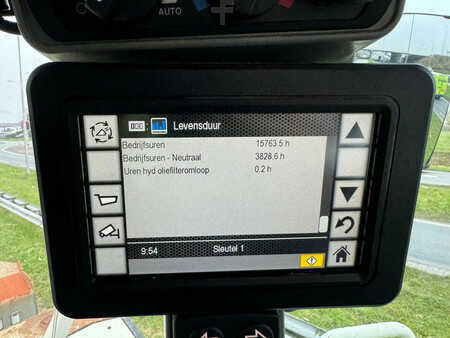 AUTO
Levensduur
Bedrijfsuren 15763.5 h
Bedrijfsuren - Neutraal 3828.6 h
Uren hyd oliefilteromloop 0.2 h
9:54 Sleutel 1